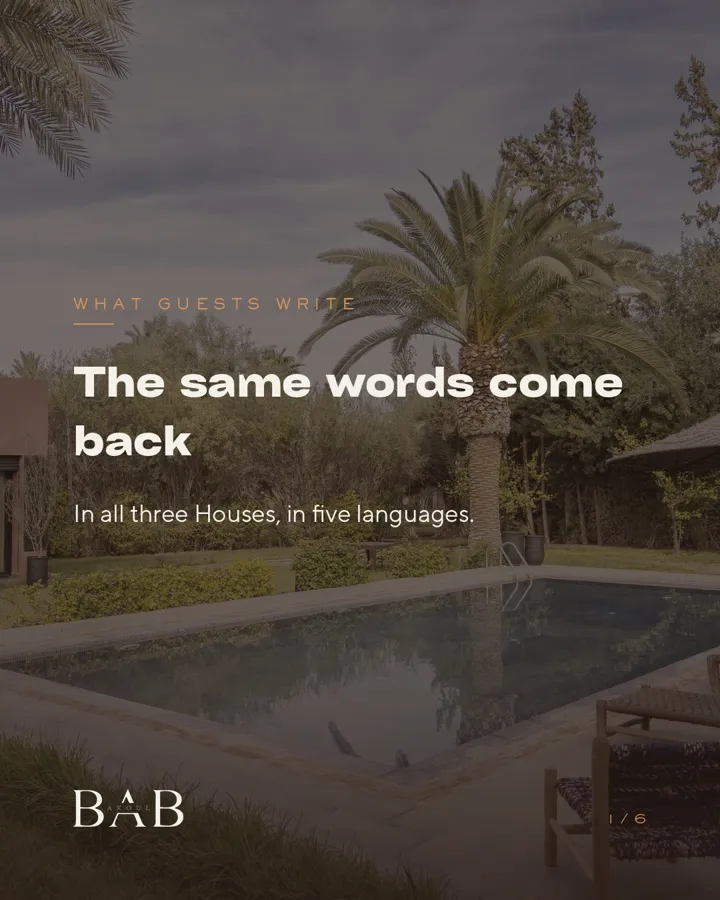 WHAT GUESTS WRITE
The same words come
back
In all three Houses, in five languages.
BAB
1/6